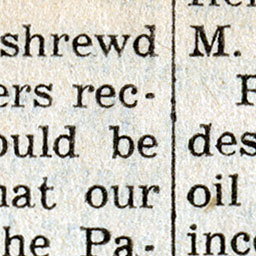 shrewd
ers rec-
ould be
hat our
he Pa-
M.
F
des
oil
inc